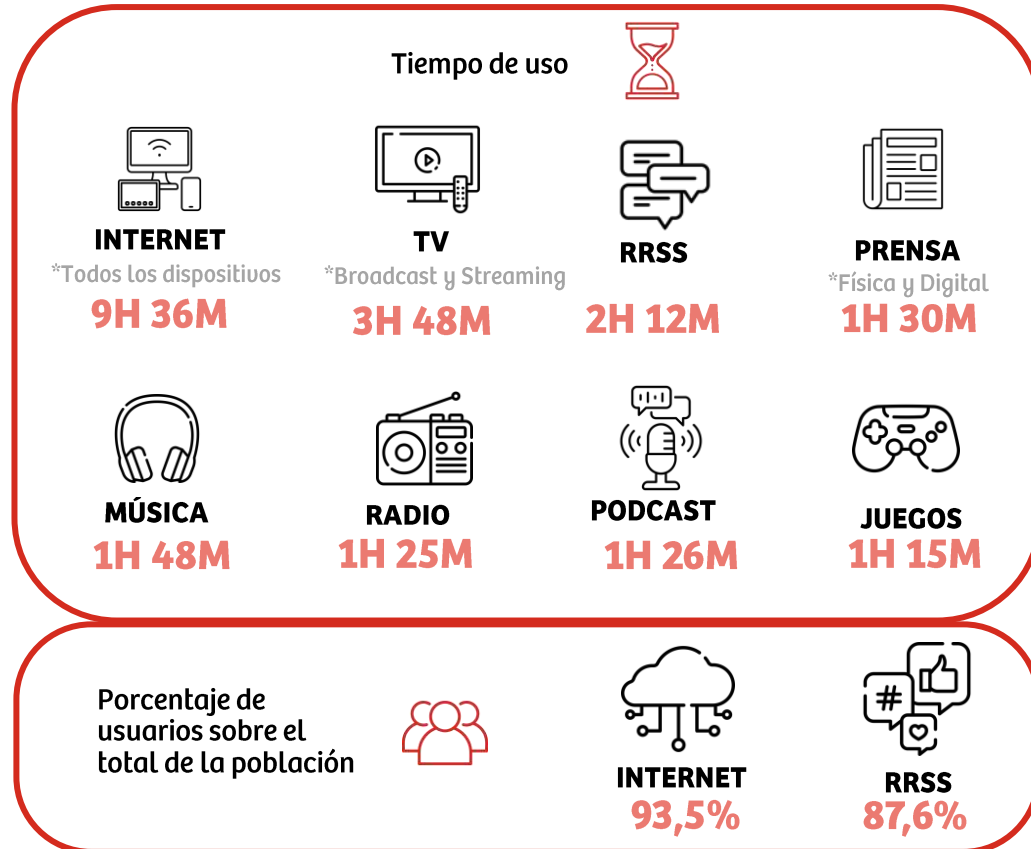 Tiempo de uso
INTERNET
*Todos los dispositivos
9H 36M
TV
*Broadcast y Streaming
3H 48M
RRSS
2H 12M
PRENSA
*Física y Digital
1H 30M
MÚSICA
1H 48M
RADIO
1H 25M
PODCAST
1H 26M
JUEGOS
1H 15M
Porcentaje de
usuarios sobre el
total de la población
INTERNET
93,5%
#
RRSS
87,6%